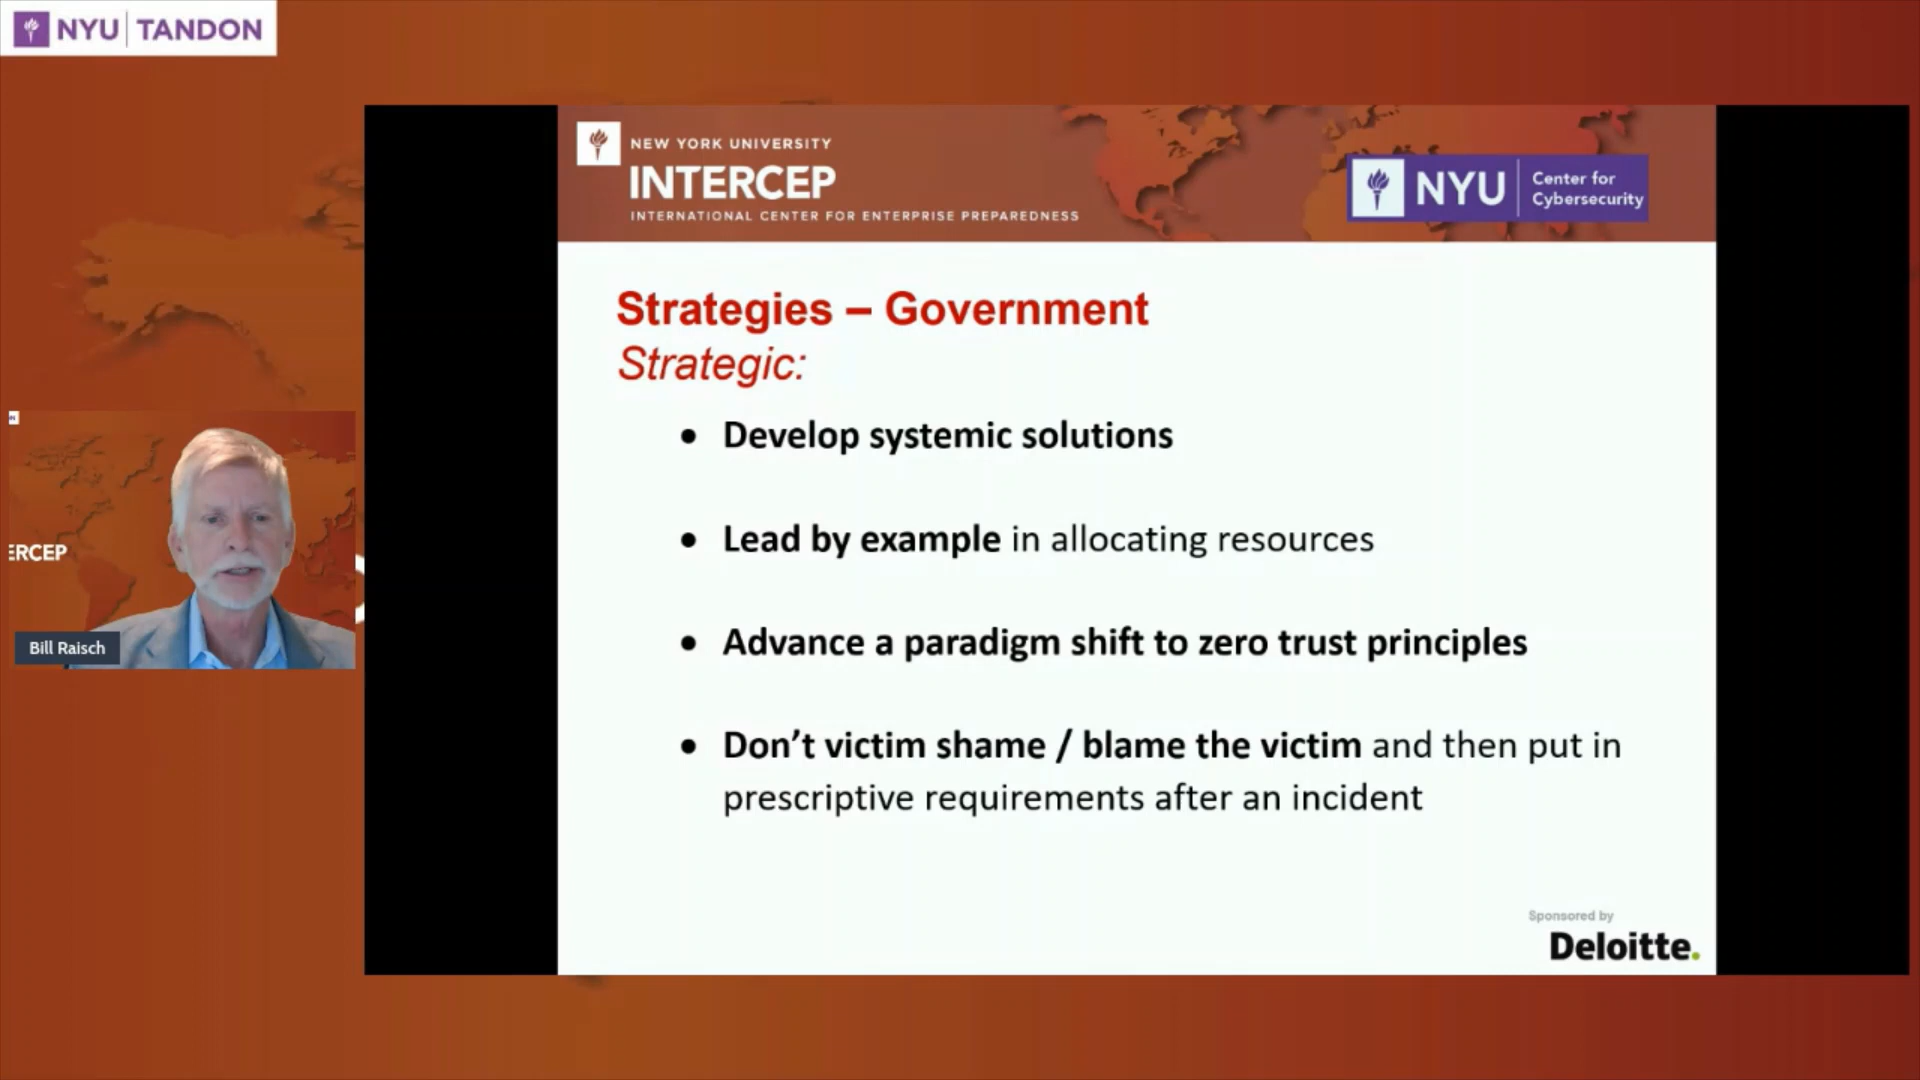 NYU TANDON
NEW YORK UNIVERSITY
INTERCEP
INTERNATIONAL CENTER FOR ENTERPRISE PREPAREDNESS
NYU Center for
Cybersecurity
Strategies – Government
Strategic:
• Develop systemic solutions
• Lead by example in allocating resources
• Advance a paradigm shift to zero trust principles
• Don’t victim shame / blame the victim and then put in
prescriptive requirements after an incident
ERCEP
Bill Raisch
Sponsored by
Deloitte.